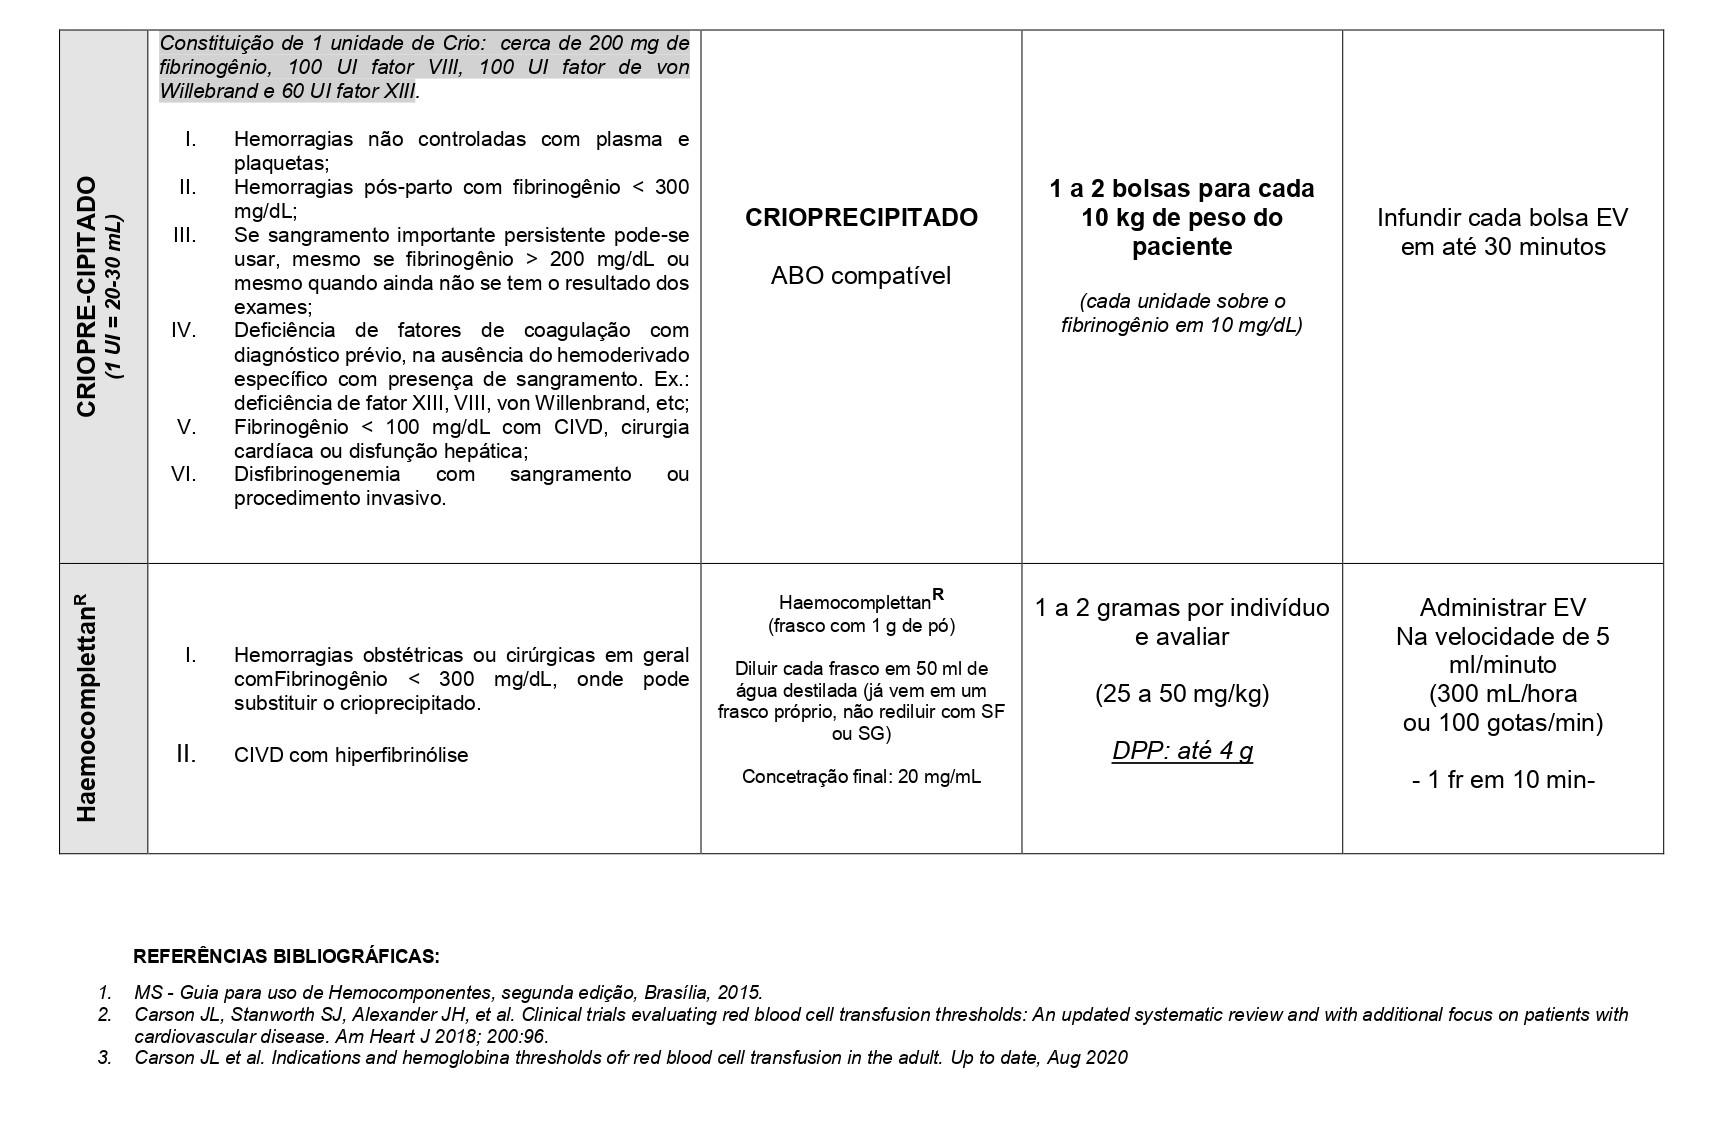 CRIOPRE-CIPITADO
(1 UI = 20-30 mL)
Constituição de 1 unidade de Crio: cerca de 200 mg de
fibrinogênio, 100 UI fator VIII, 100 UI fator de von
Willebrand e 60 UI fator XIII.
I. Hemorragias não controladas com plasma e
plaquetas;
II. Hemorragias pós-parto com fibrinogênio < 300
mg/dL;
III. Se sangramento importante persistente pode-se
usar, mesmo se fibrinogênio > 200 mg/dL ou
mesmo quando ainda não se tem o resultado dos
exames;
IV. Deficiência de fatores de coagulação com
diagnóstico prévio, na ausência do hemoderivado
específico com presença de sangramento. Ex.:
deficiência de fator XIII, VIII, von Willenbrand, etc;
V. Fibrinogênio < 100 mg/dL com CIVD, cirurgia
cardíaca ou disfunção hepática;
VI. Disfibrinogenemia com sangramento ou
procedimento invasivo.
CRIOPRECIPITADO
ABO compatível
1 a 2 bolsas para cada
10 kg de peso do
paciente
(cada unidade sobre o
fibrinogênio em 10 mg/dL)
Infundir cada bolsa EV
em até 30 minutos
Haemocomplettan^R
I. Hemorragias obstétricas ou cirúrgicas em geral
comFibrinogênio < 300 mg/dL, onde pode
substituir o crioprecipitado.
II. CIVD com hiperfibrinólise
Haemocomplettan^R
(frasco com 1 g de pó)
Diluir cada frasco em 50 ml de
água destilada (já vem em um
frasco próprio, não rediluir com SF
ou SG)
Concetração final: 20 mg/mL
1 a 2 gramas por indivíduo
e avaliar
(25 a 50 mg/kg)
DPP: até 4 g
Administrar EV
Na velocidade de 5
ml/minuto
(300 mL/hora
ou 100 gotas/min)
- 1 fr em 10 min-
REFERÊNCIAS BIBLIOGRÁFICAS:
1. MS - Guia para uso de Hemocomponentes, segunda edição, Brasília, 2015.
2. Carson JL, Stanworth SJ, Alexander JH, et al. Clinical trials evaluating red blood cell transfusion thresholds: An updated systematic review and with additional focus on patients with
cardiovascular disease. Am Heart J 2018; 200:96.
3. Carson JL et al. Indications and hemoglobina thresholds ofr red blood cell transfusion in the adult. Up to date, Aug 2020